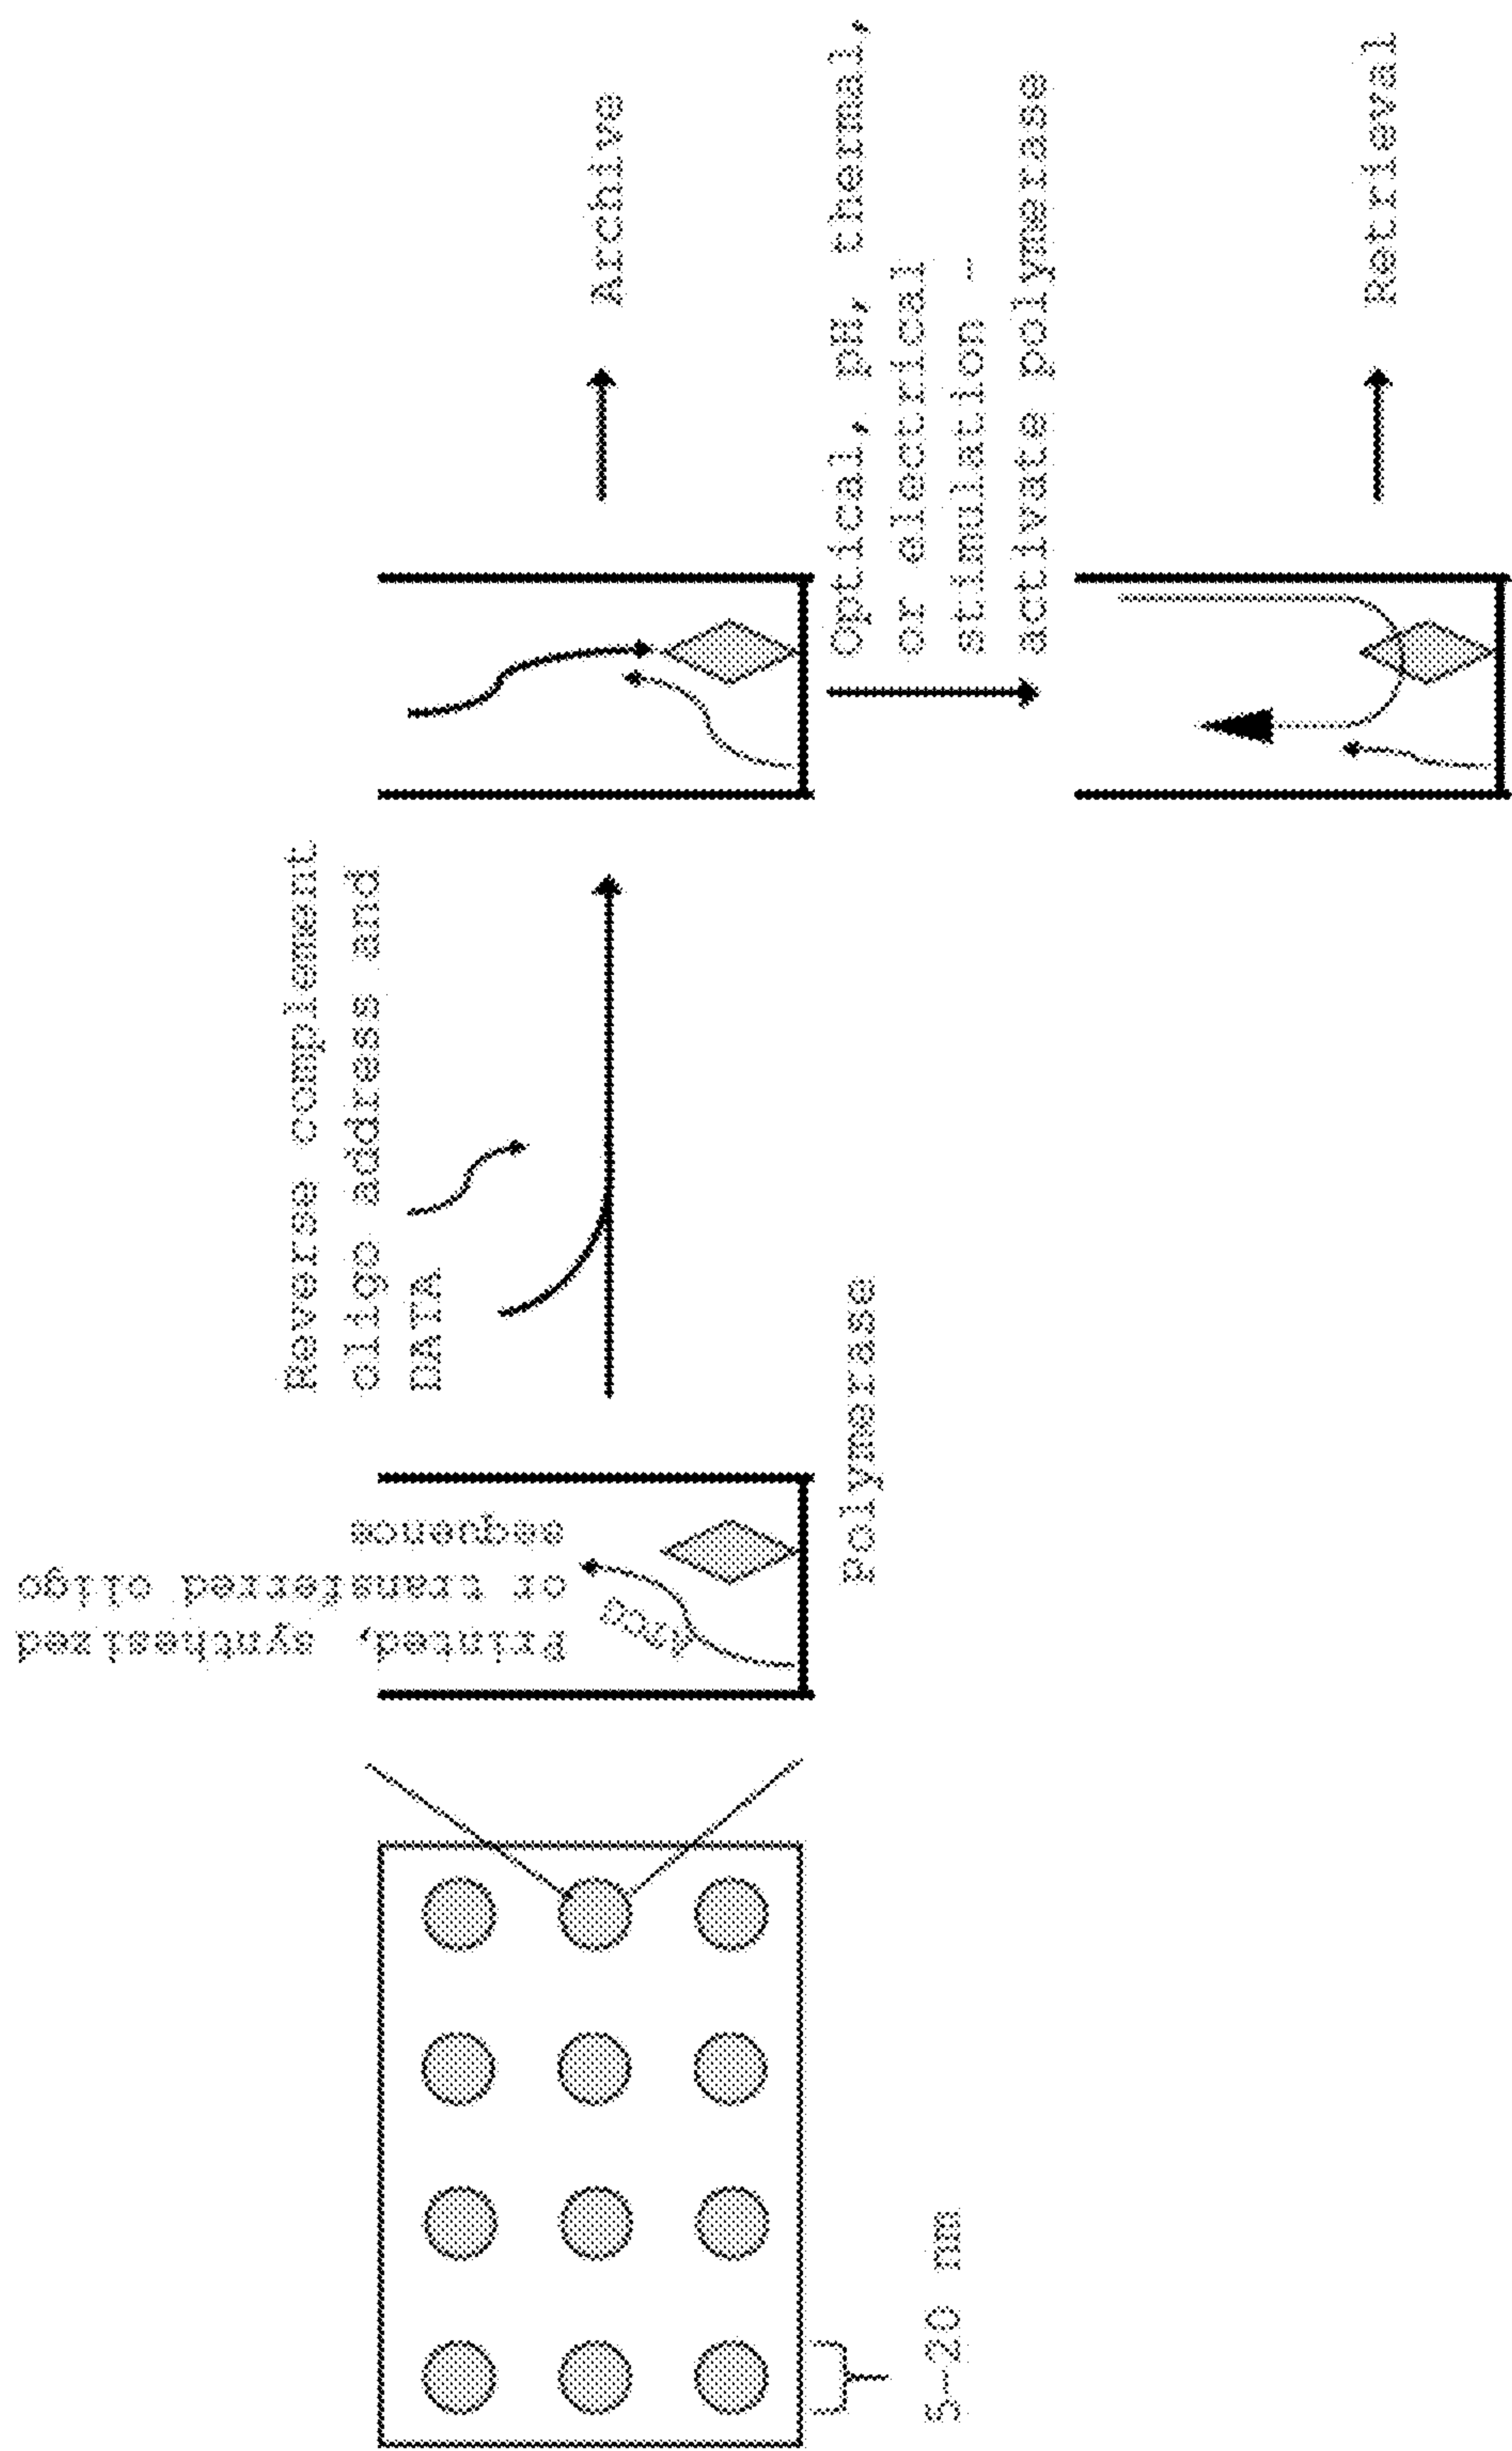 Printed, synthesized
or transferred oligo
sequence
Reverse complement
oligo address and
DATA
Archive
Polymerase
5-20 nm
Optical, pH, thermal,
or electrical
stimulation -
activate polymerase
Retrieval